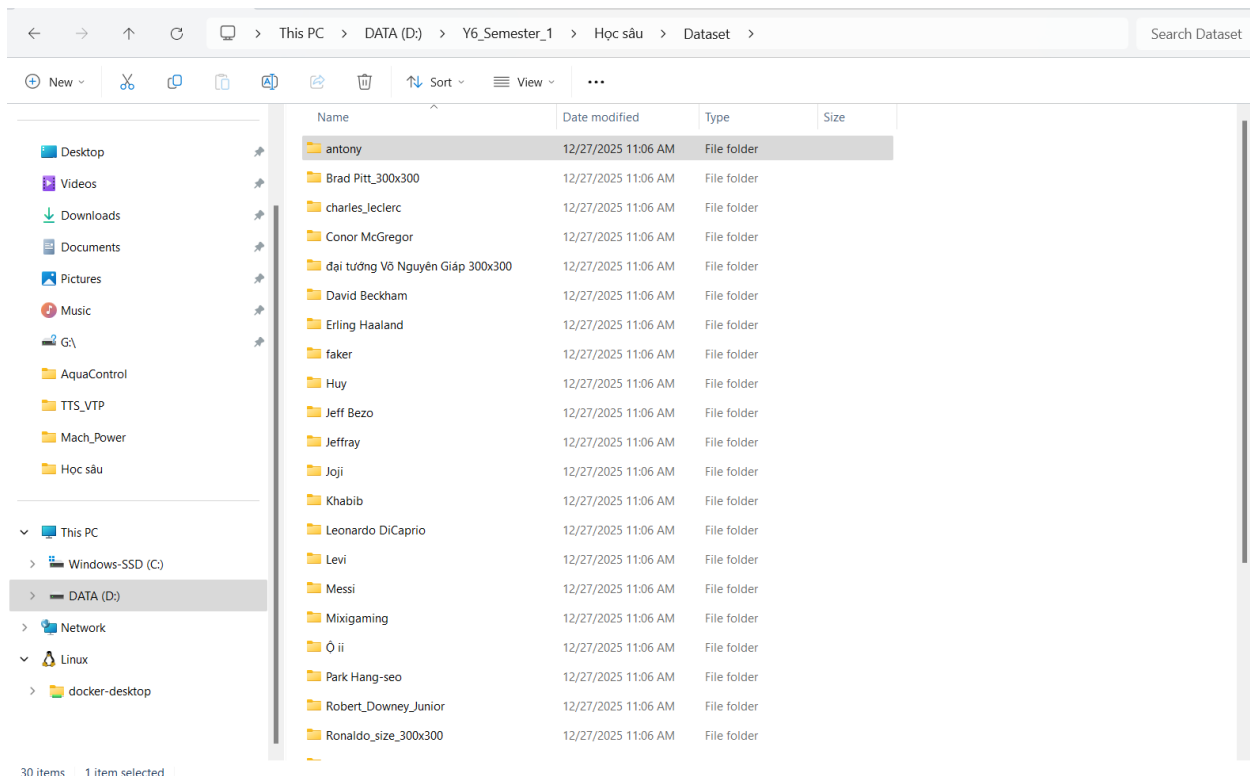 This PC > DATA (D:) > Y6_Semester_1 > Học sâu > Dataset >
Search Dataset
New
Sort
View
Name Date modified Type Size
Desktop
Videos
Downloads
Documents
Pictures
Music
G:\
AquaControl
TTS_VTP
Mach_Power
Học sâu
This PC
Windows-SSD (C:)
DATA (D:)
Network
Linux
docker-desktop
antony 12/27/2025 11:06 AM File folder
Brad Pitt_300x300 12/27/2025 11:06 AM File folder
charles_leclerc 12/27/2025 11:06 AM File folder
Conor McGregor 12/27/2025 11:06 AM File folder
đại tướng Võ Nguyên Giáp 300x300 12/27/2025 11:06 AM File folder
David Beckham 12/27/2025 11:06 AM File folder
Erling Haaland 12/27/2025 11:06 AM File folder
faker 12/27/2025 11:06 AM File folder
Huy 12/27/2025 11:06 AM File folder
Jeff Bezo 12/27/2025 11:06 AM File folder
Jeffray 12/27/2025 11:06 AM File folder
Joji 12/27/2025 11:06 AM File folder
Khabib 12/27/2025 11:06 AM File folder
Leonardo DiCaprio 12/27/2025 11:06 AM File folder
Levi 12/27/2025 11:06 AM File folder
Messi 12/27/2025 11:06 AM File folder
Mixigaming 12/27/2025 11:06 AM File folder
Ô ii 12/27/2025 11:06 AM File folder
Park Hang-seo 12/27/2025 11:06 AM File folder
Robert_Downey_Junior 12/27/2025 11:06 AM File folder
Ronaldo_size_300x300 12/27/2025 11:06 AM File folder
30 items 1 item selected